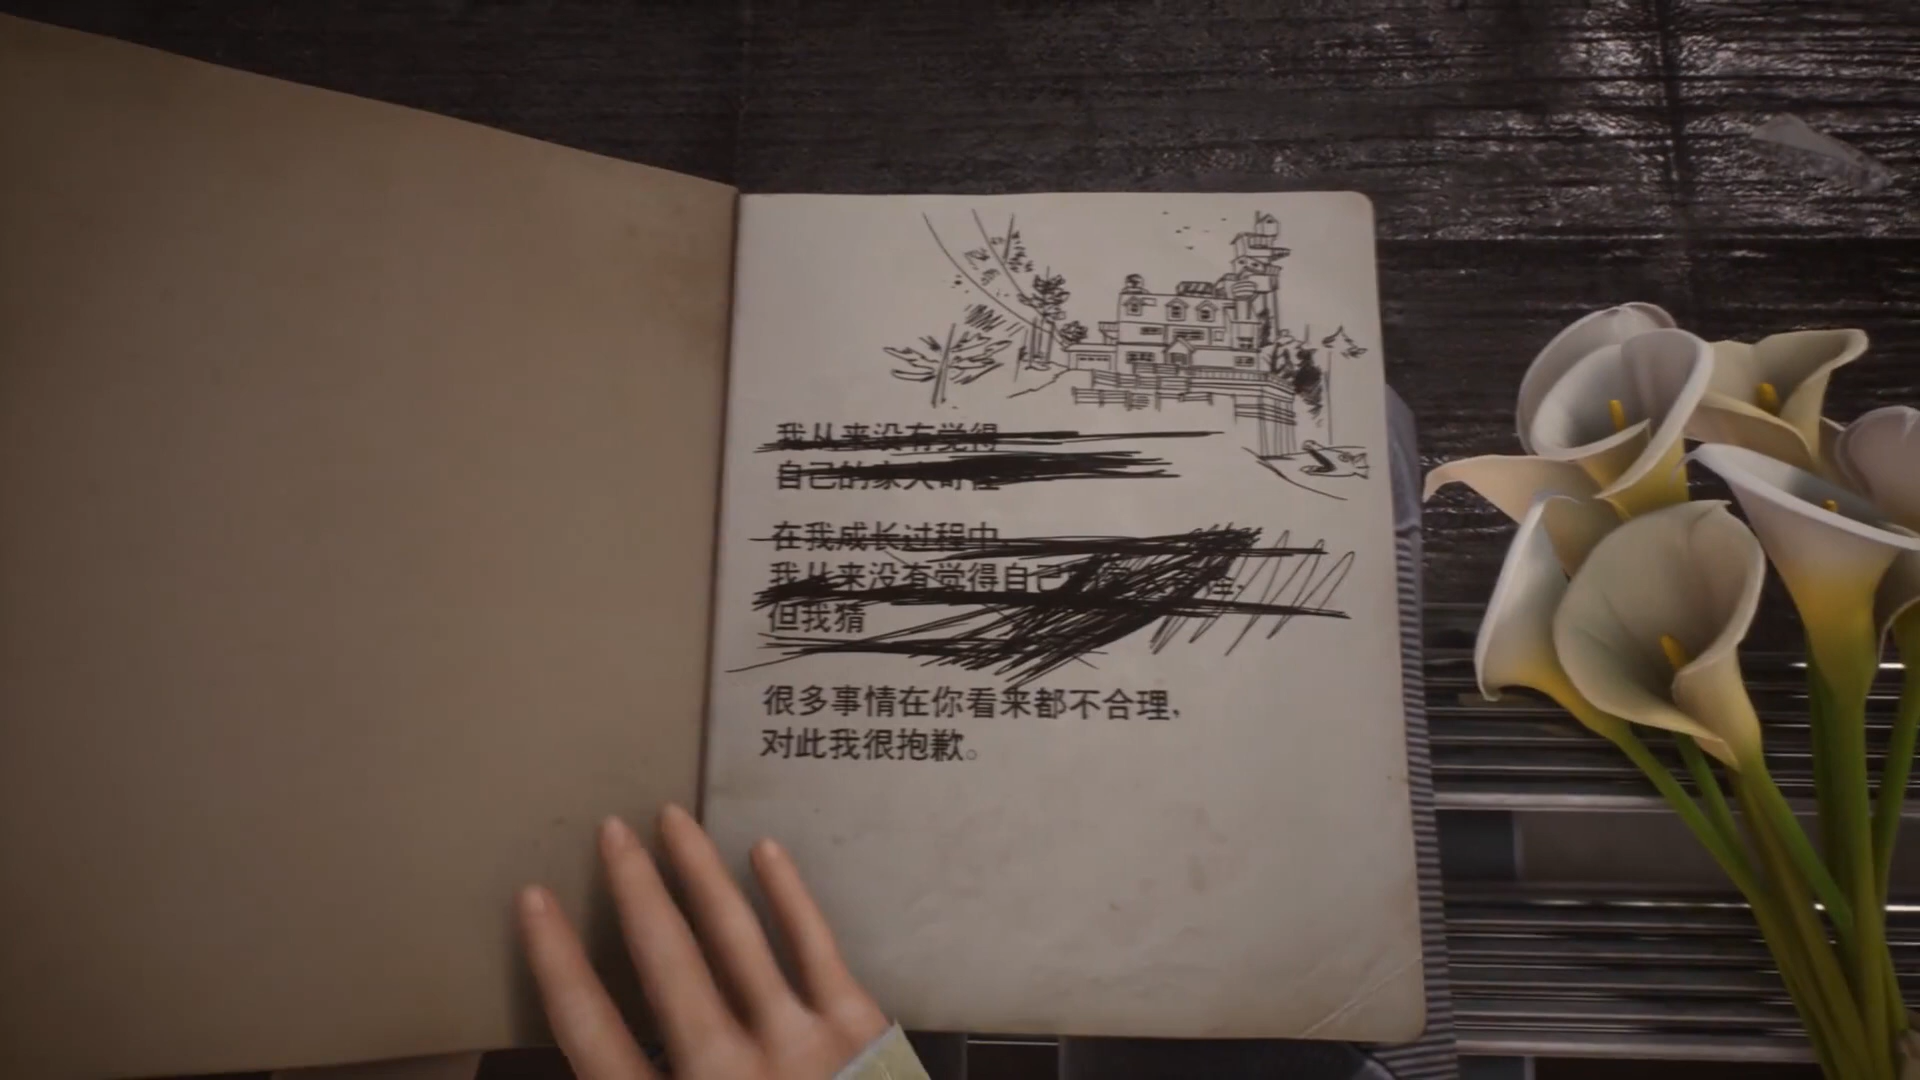 我从来没有觉得
自己的家人奇怪
在我成长过程中,
我从来没有觉得自己
但我猜
很多事情在你看来都不合理,
对此我很抱歉。